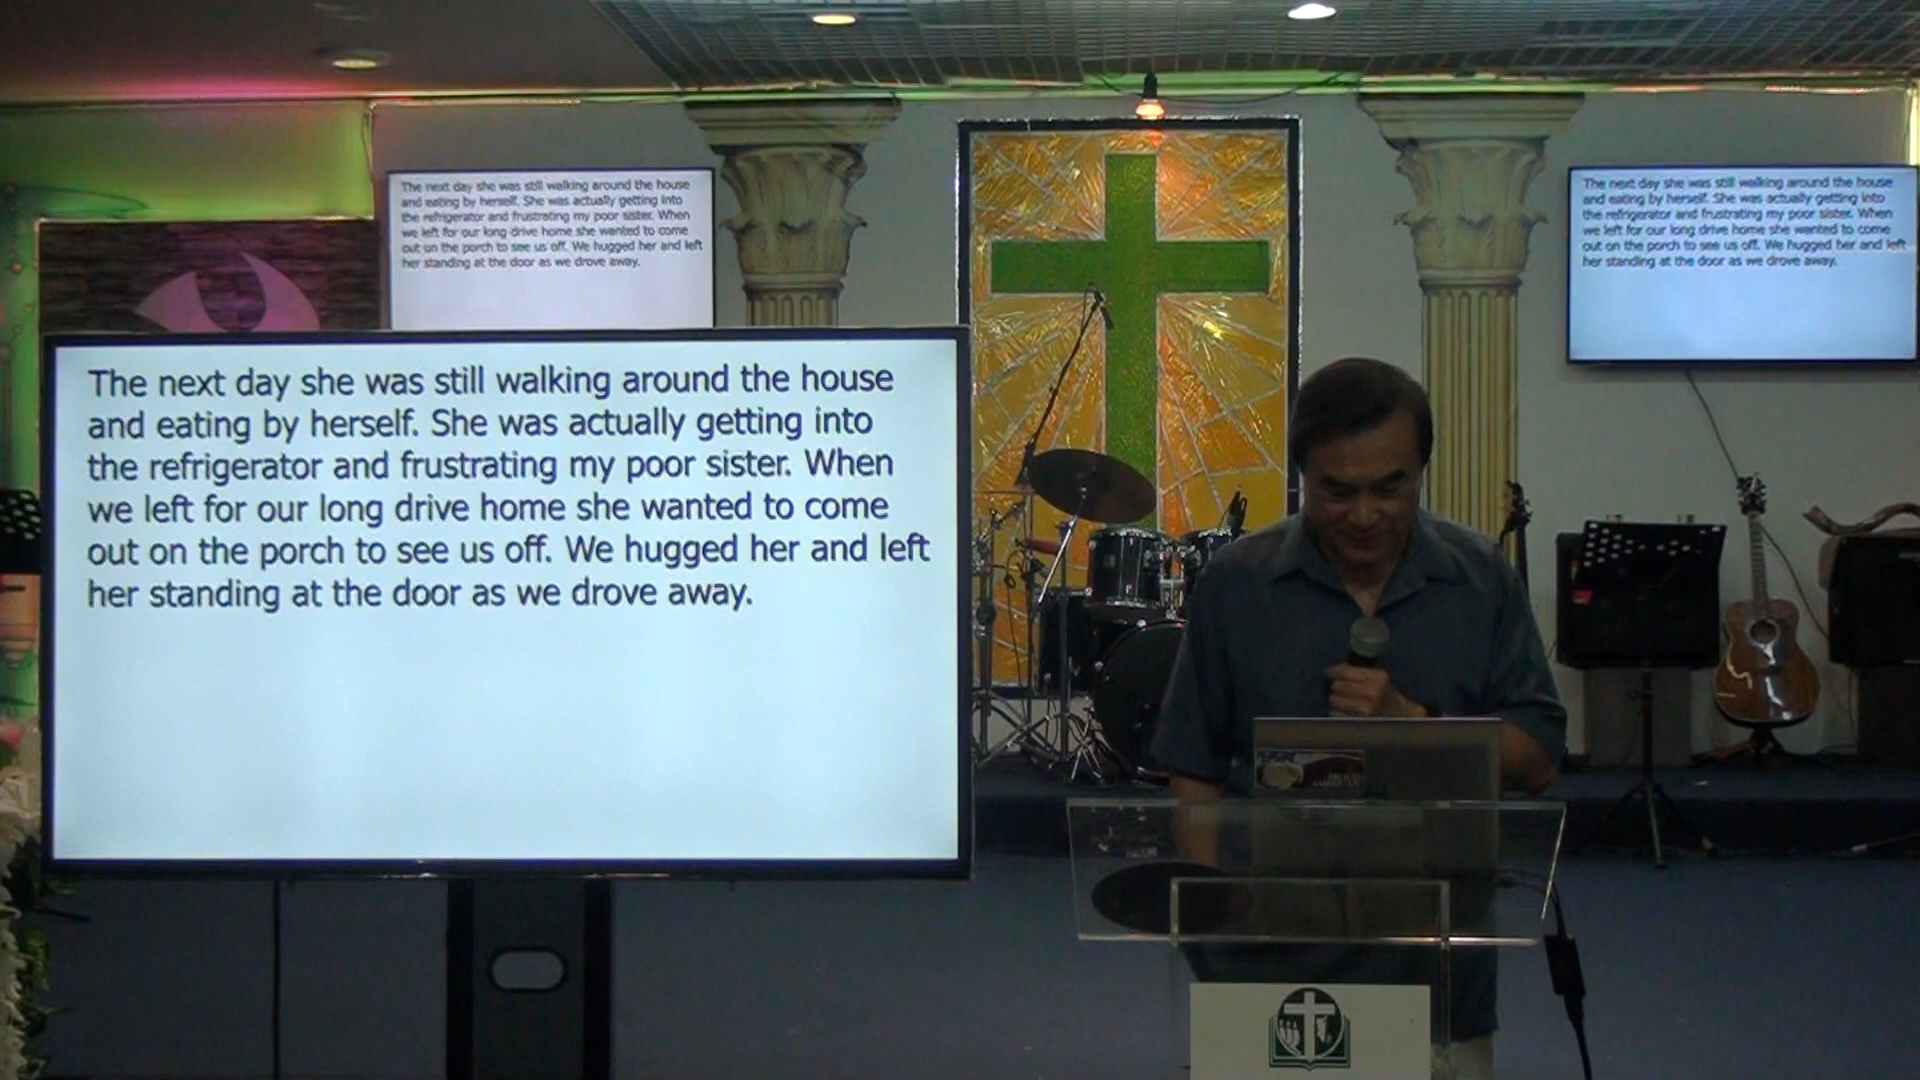 The next day she was still walking around the house
and eating by herself. She was actually getting into
the refrigerator and frustrating my poor sister. When
we left for our long drive home she wanted to come
out on the porch to see us off. We hugged her and left
her standing at the door as we drove away.
The next day she was still walking around the house
and eating by herself. She was actually getting into
the refrigerator and frustrating my poor sister. When
we left for our long drive home she wanted to come
out on the porch to see us off. We hugged her and left
her standing at the door as we drove away.
The next day she was still walking around the house
and eating by herself. She was actually getting into
the refrigerator and frustrating my poor sister. When
we left for our long drive home she wanted to come
out on the porch to see us off. We hugged her and left
her standing at the door as we drove away.